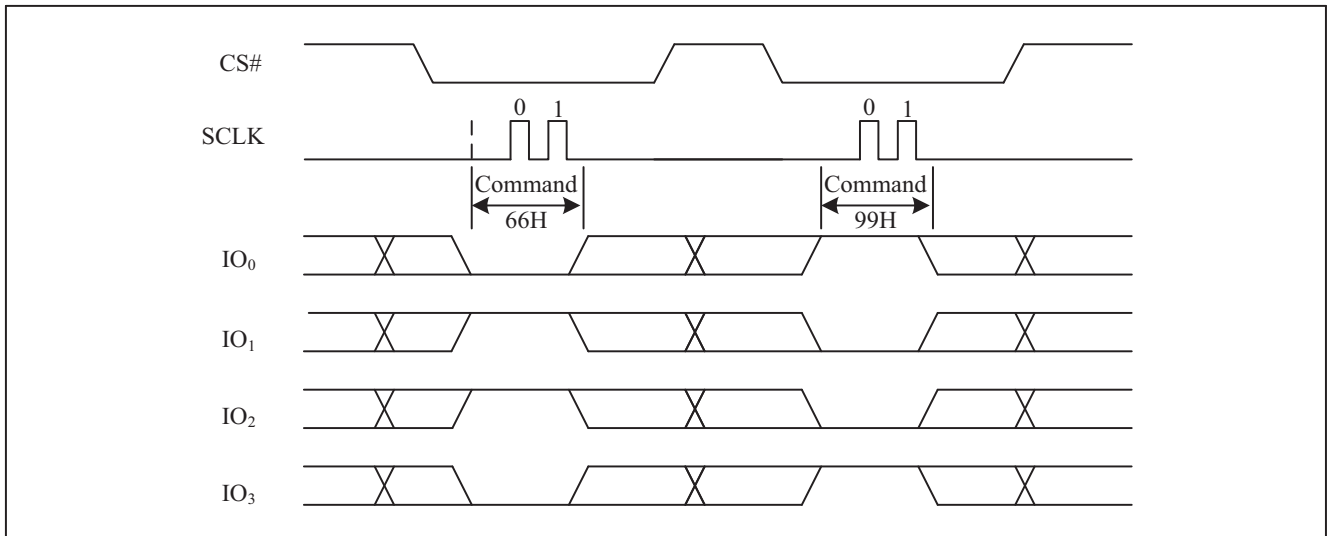 CS#
0 1 0 1
SCLK
Command Command
66H 99H
IO₀
IO₁
IO₂
IO₃